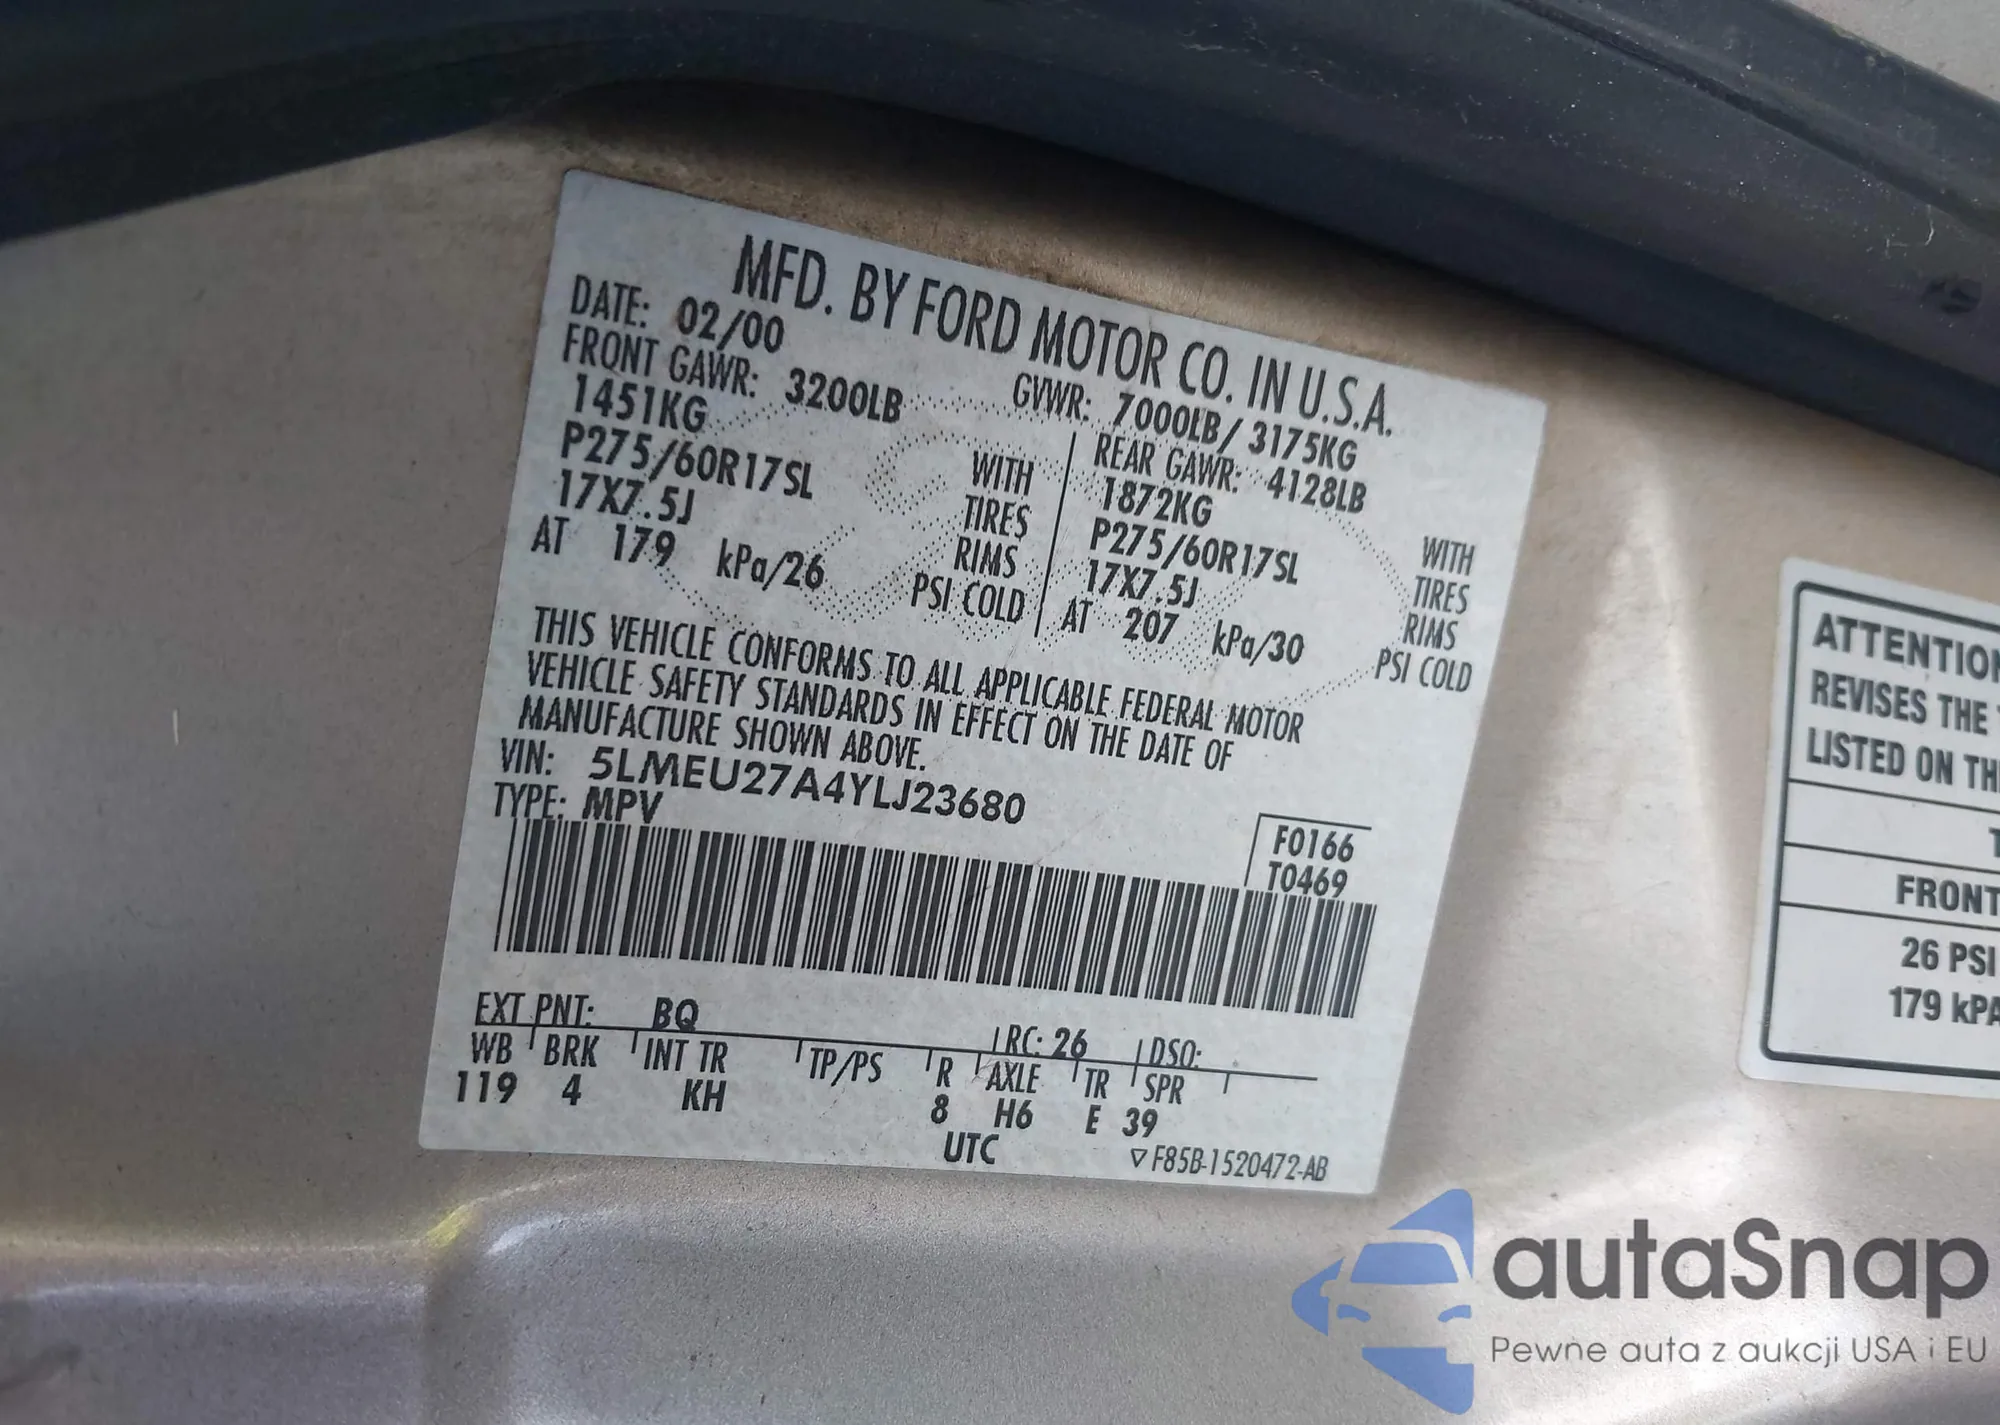 MFD. BY FORD MOTOR CO. IN U.S.A.
DATE: 02/00 GVWR: 7000LB/ 3175KG
FRONT GAWR: 3200LB REAR GAWR: 4128LB
1451KG WITH 1872KG WITH
P275/60R17SL TIRES P275/60R17SL TIRES
17X7.5J RIMS 17X7.5J RIMS
AT 179 kPa/26 PSI COLD AT 207 kPa/30 PSI COLD
THIS VEHICLE CONFORMS TO ALL APPLICABLE FEDERAL MOTOR
VEHICLE SAFETY STANDARDS IN EFFECT ON THE DATE OF
MANUFACTURE SHOWN ABOVE.
VIN: 5LMEU27A4YLJ23680
TYPE: MPV
F0166
T0469
EXT PNT: BQ RC: 26 DSO:
WB BRK INT TR TP/PS R AXLE TR SPR
119 4 KH 8 H6 E 39
UTC ▽F85B-1520472-AB
ATTENTION
REVISES THE
LISTED ON TH
FRONT
26 PSI
179 kPA
autaSnap
Pewne auta z aukcji USA i EU